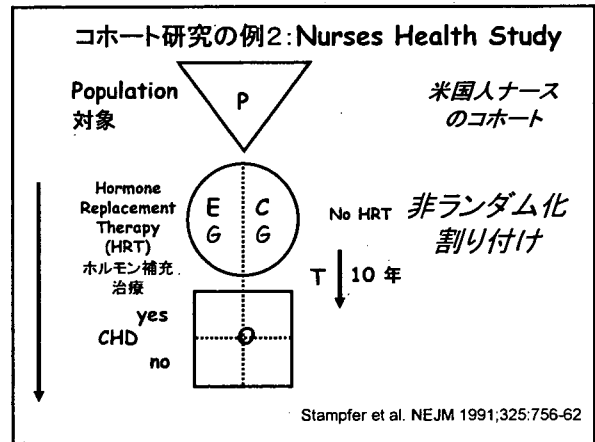 コホート研究の例2:Nurses Health Study
Population
対象
P
米国人ナース
のコホート
Hormone
Replacement
Therapy
(HRT)
ホルモン補充
治療
E
G
C
G
No HRT
非ランダム化
割り付け
T
10 年
yes
CHD
no
O
Stampfer et al. NEJM 1991;325:756-62